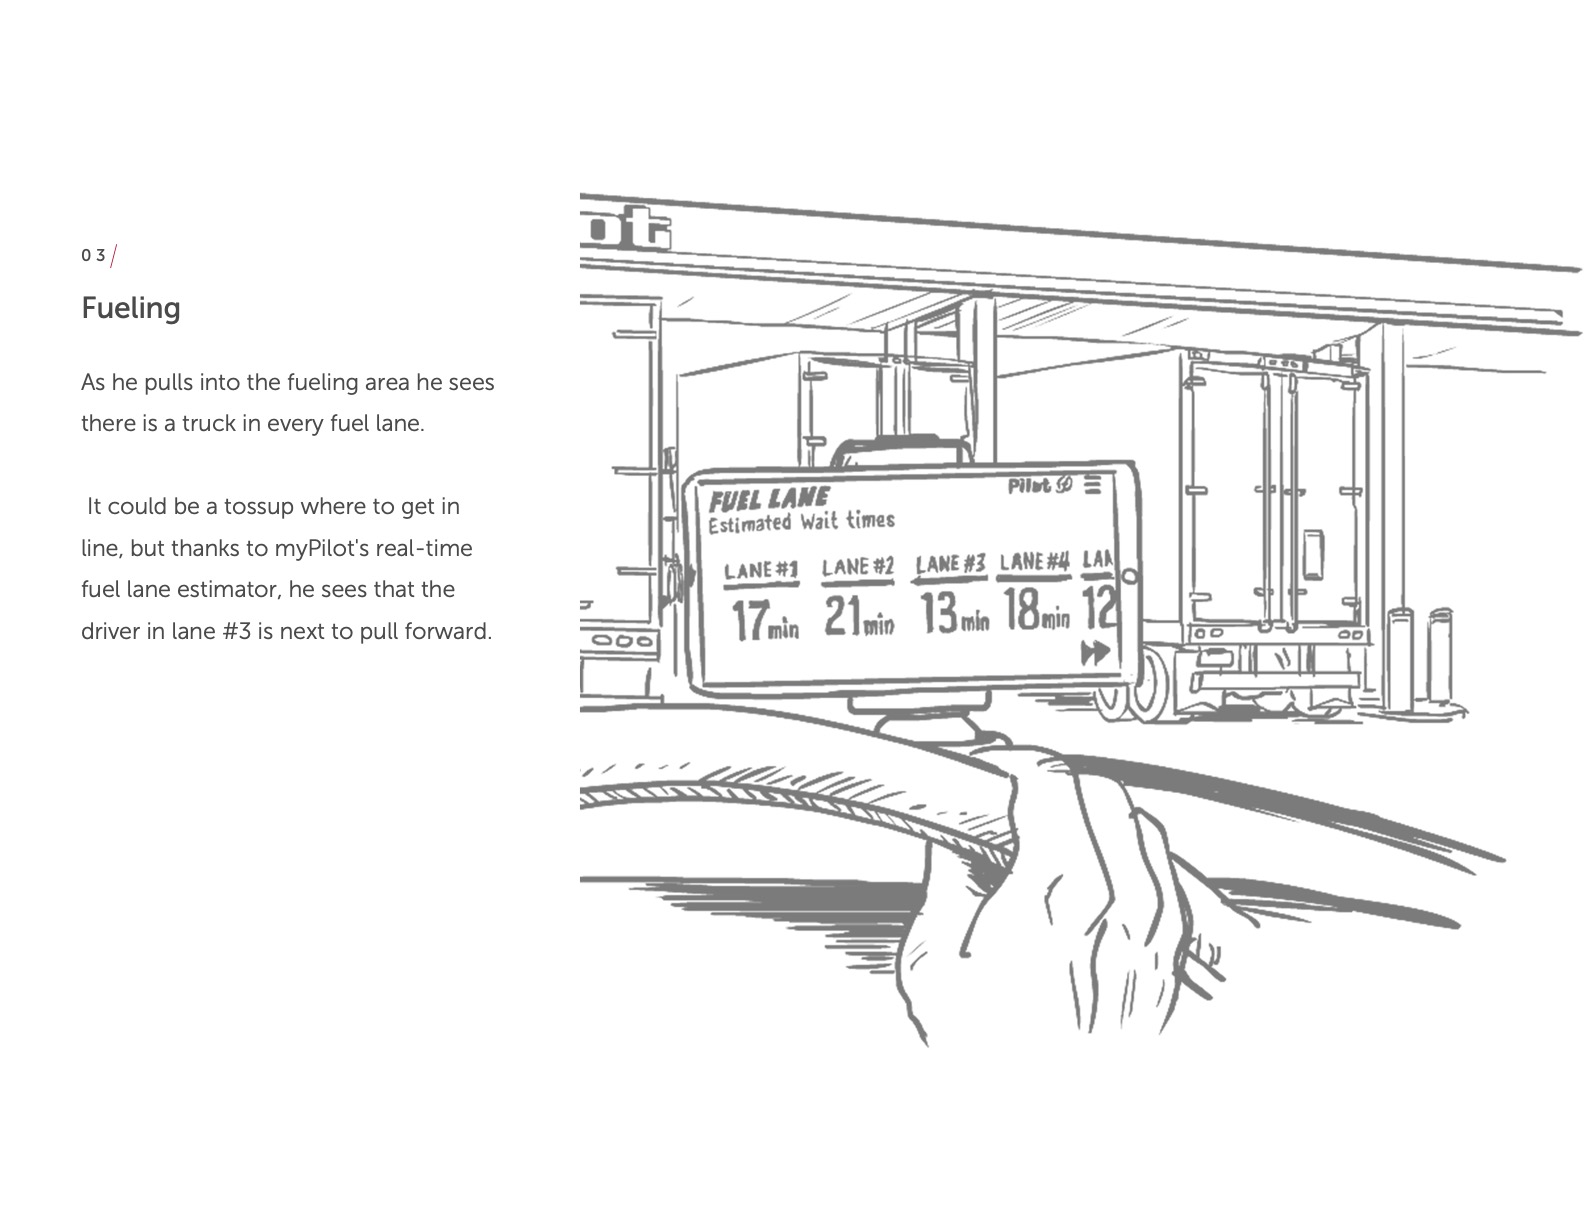 03/
Fueling
As he pulls into the fueling area he sees
there is a truck in every fuel lane.
It could be a tossup where to get in
line, but thanks to myPilot's real-time
fuel lane estimator, he sees that the
driver in lane #3 is next to pull forward.
ot
FUEL LANE
Pilot
Estimated Wait times
LANE #1 LANE #2 LANE #3 LANE #4 LAN
17min 21min 13min 18min 12